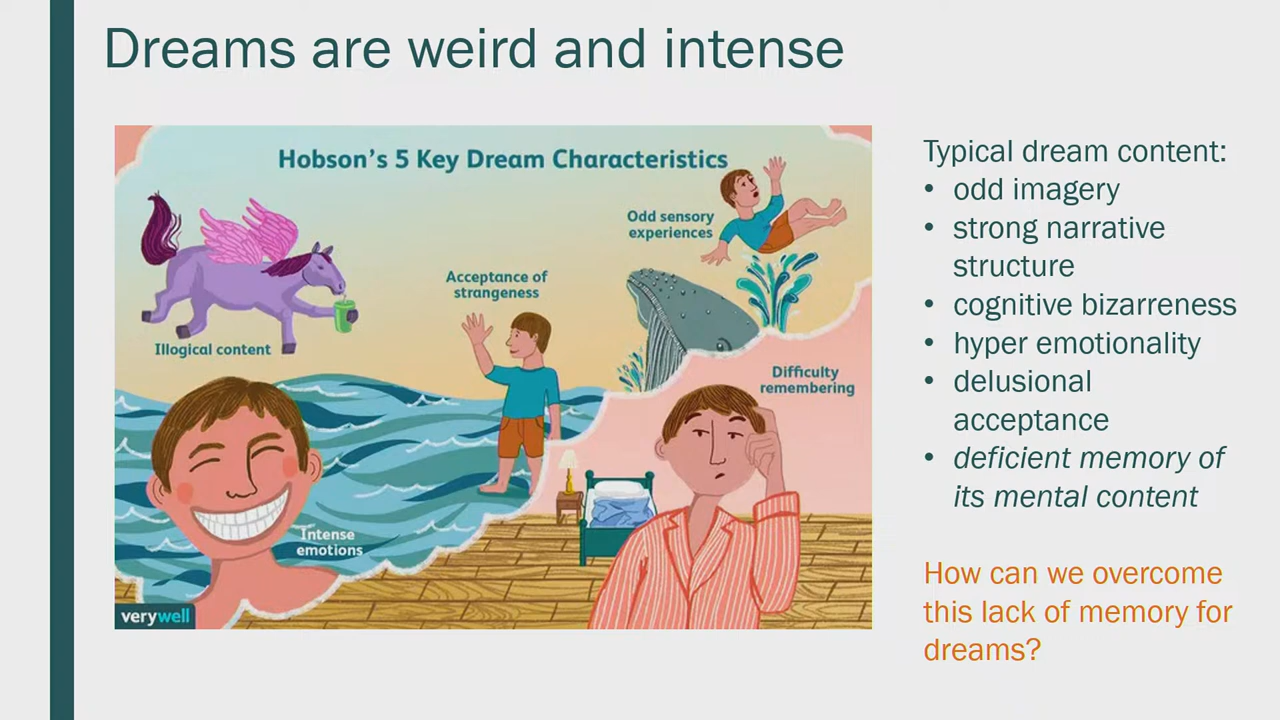 Dreams are weird and intense
Hobson's 5 Key Dream Characteristics
Odd sensory
experiences
Acceptance of
strangeness
Illogical content
Difficulty
remembering
Intense
emotions
verywell
Typical dream content:
• odd imagery
• strong narrative
structure
• cognitive bizarreness
• hyper emotionality
• delusional
acceptance
• deficient memory of
its mental content
How can we overcome
this lack of memory for
dreams?